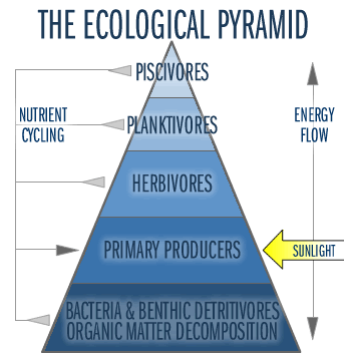 THE ECOLOGICAL PYRAMID
PISCIVORES
NUTRIENT
CYCLING
PLANKTIVORES
ENERGY
FLOW
HERBIVORES
PRIMARY PRODUCERS
SUNLIGHT
BACTERIA & BENTHIC DETRITIVORES
ORGANIC MATTER DECOMPOSITION